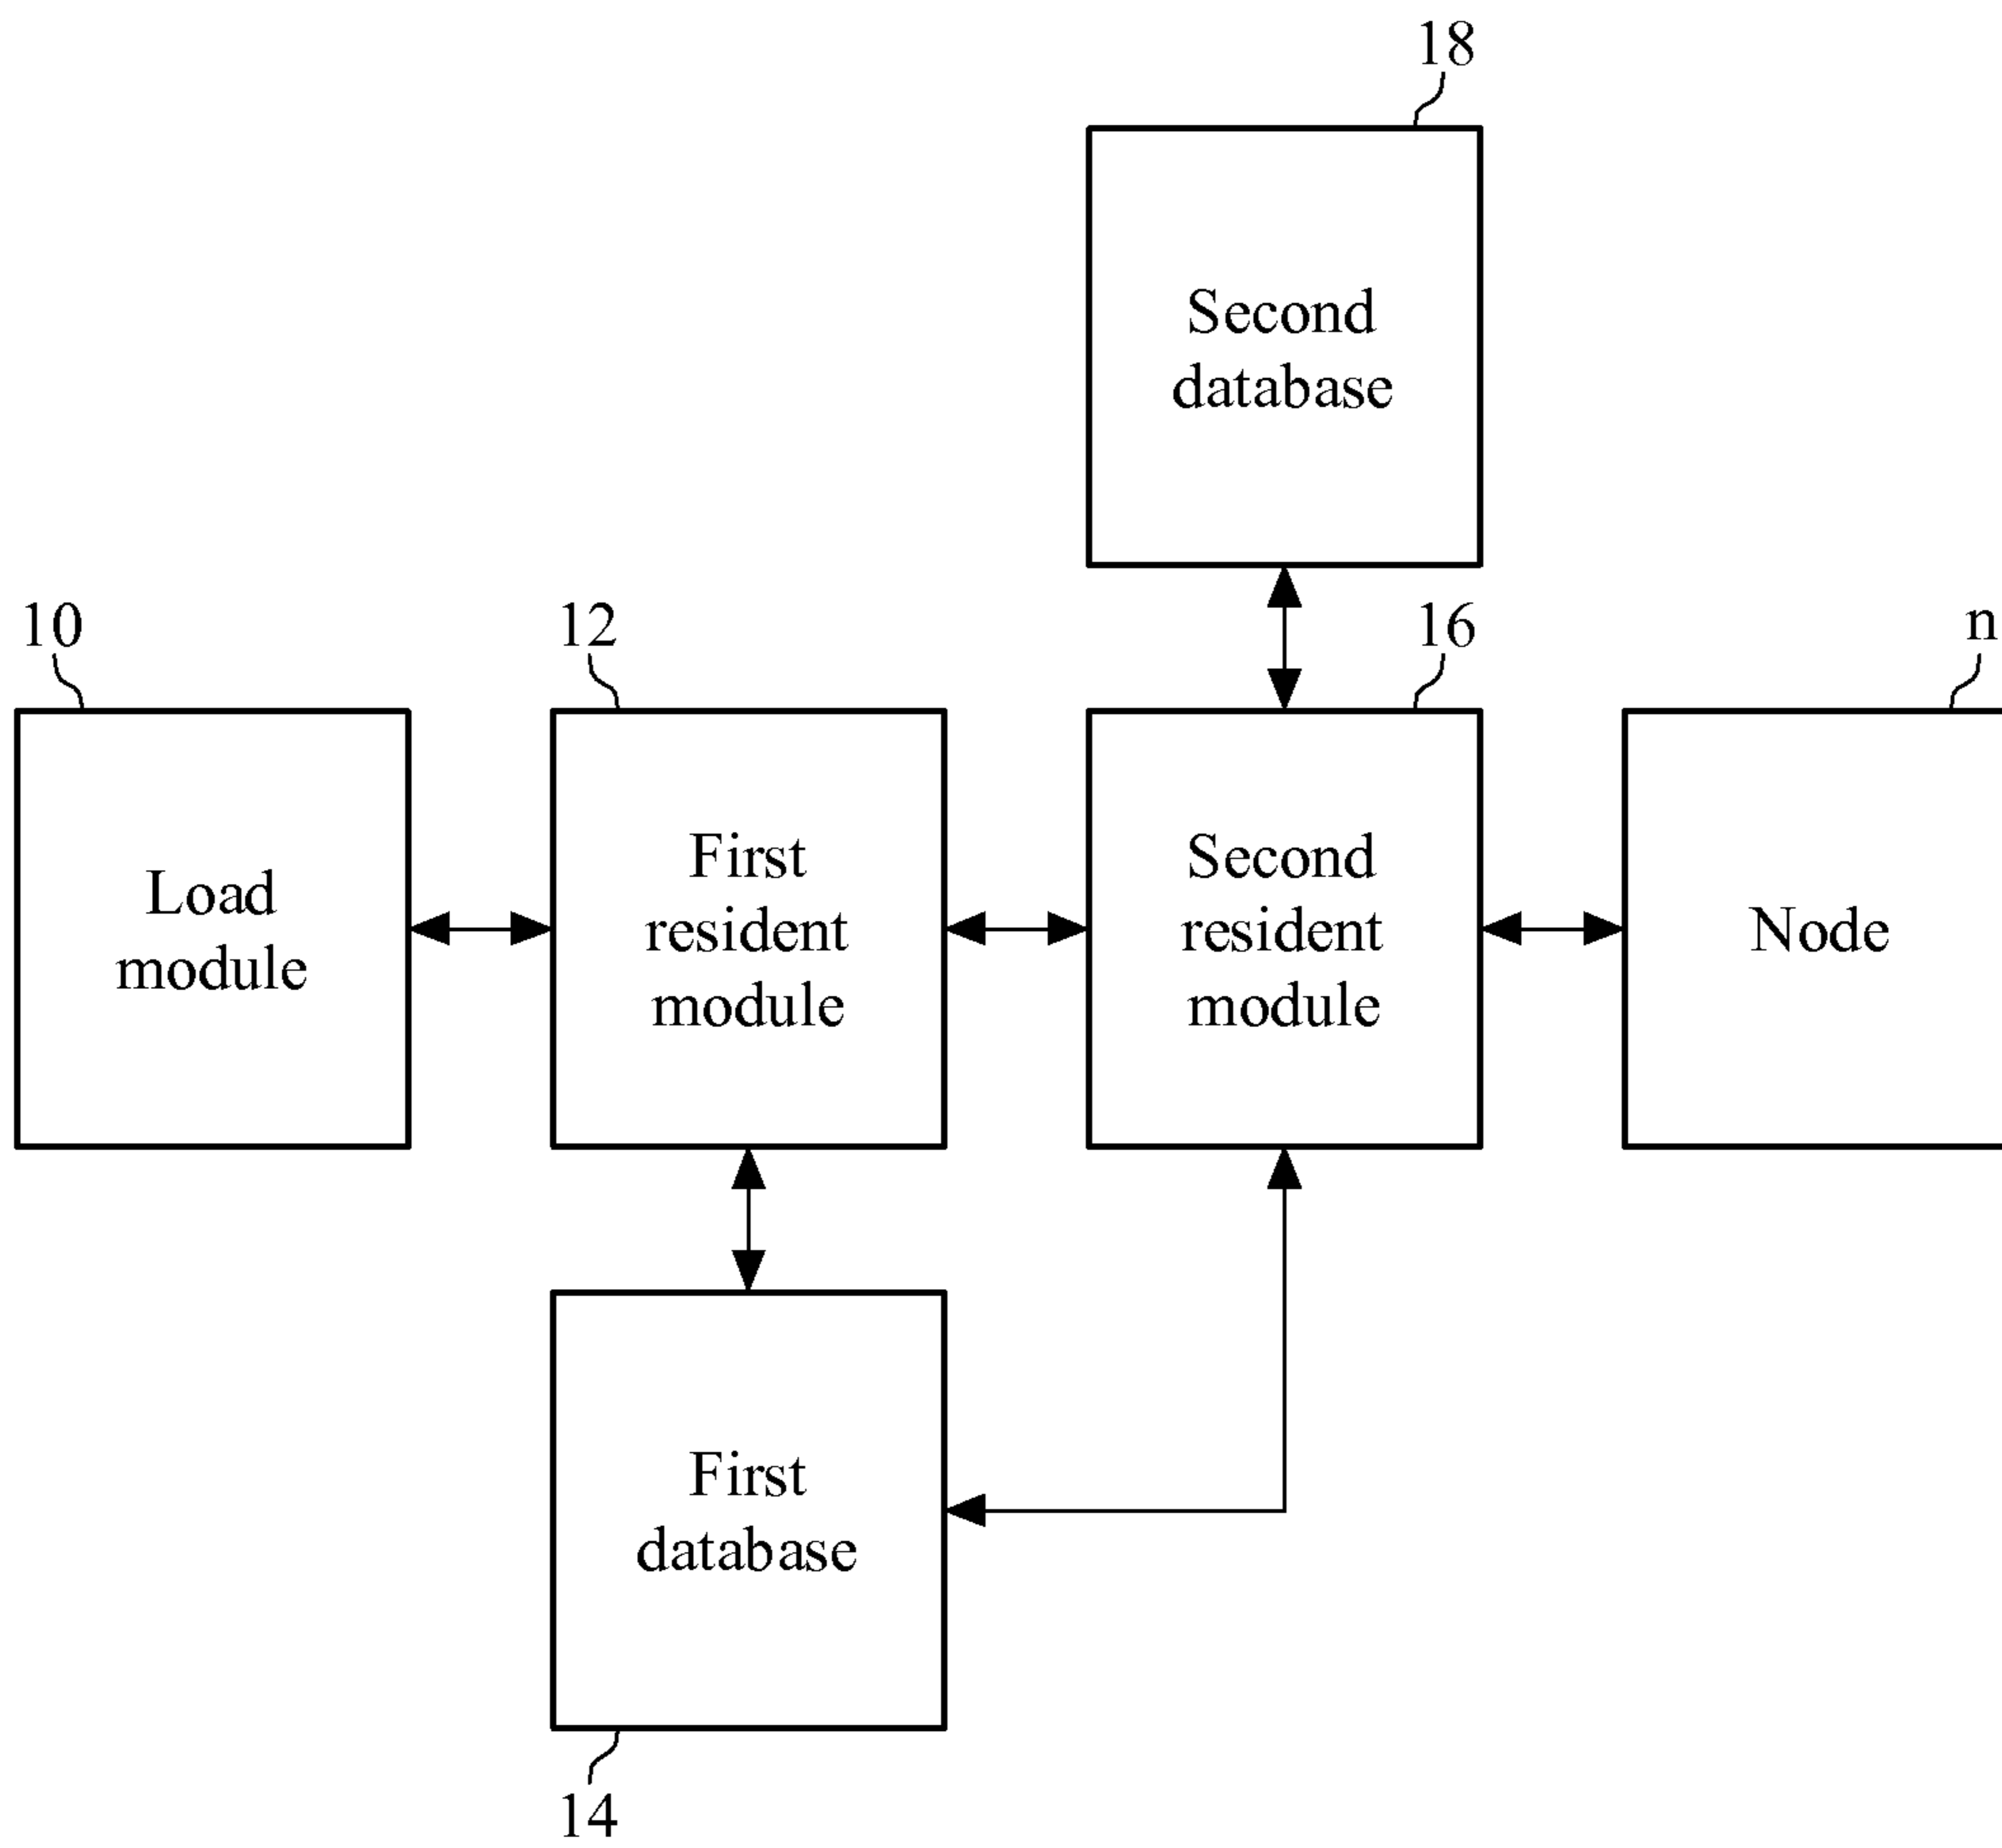 18
Second
database
10
12
16
n
Load
module
First
resident
module
Second
resident
module
Node
First
database
14